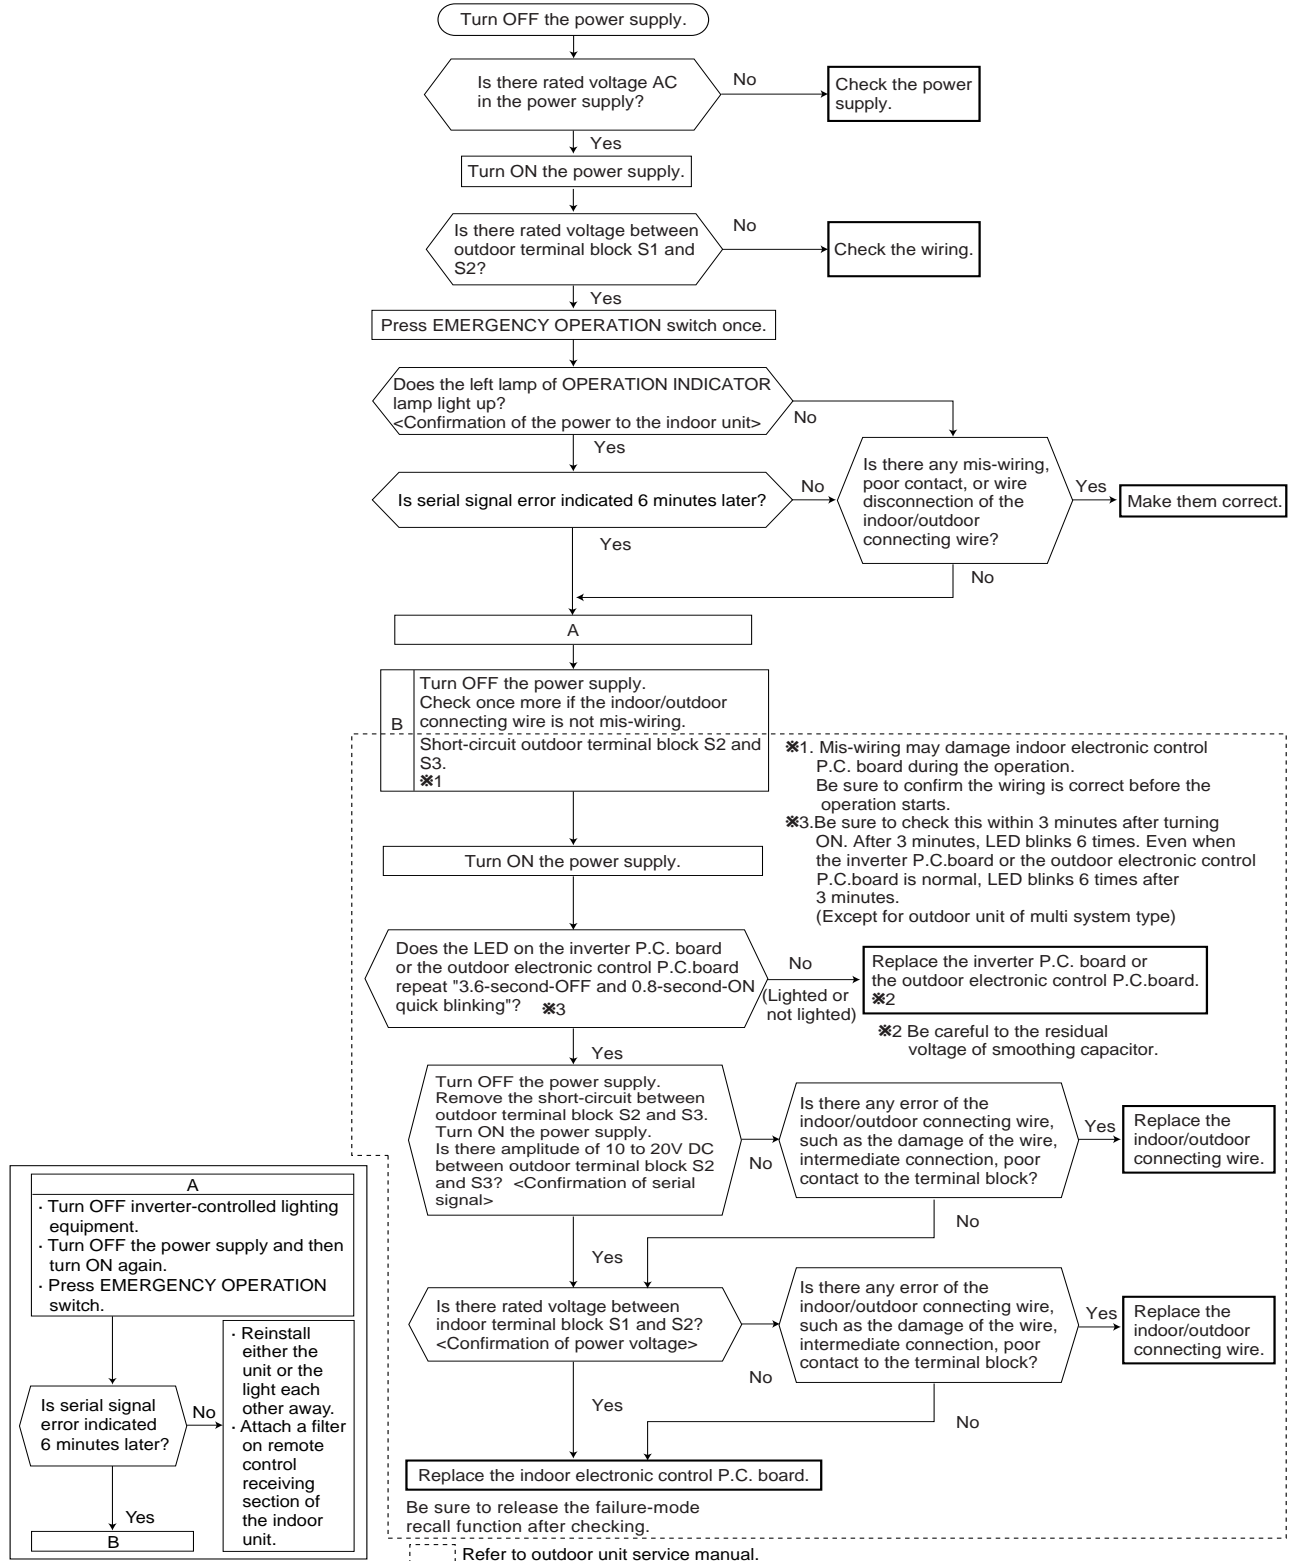 Turn OFF the power supply.
Is there rated voltage AC
in the power supply?
No
Check the power
supply.
Yes
Turn ON the power supply.
Is there rated voltage between
outdoor terminal block S1 and
S2?
No
Check the wiring.
Yes
Press EMERGENCY OPERATION switch once.
Does the left lamp of OPERATION INDICATOR
lamp light up?
<Confirmation of the power to the indoor unit>
No
Yes
Is serial signal error indicated 6 minutes later?
No
Is there any mis-wiring,
poor contact, or wire
disconnection of the
indoor/outdoor
connecting wire?
Yes
Make them correct.
Yes
No
A
B
Turn OFF the power supply.
Check once more if the indoor/outdoor
connecting wire is not mis-wiring.
Short-circuit outdoor terminal block S2 and
S3.
※1
※1. Mis-wiring may damage indoor electronic control
P.C. board during the operation.
Be sure to confirm the wiring is correct before the
operation starts.
※3.Be sure to check this within 3 minutes after turning
ON. After 3 minutes, LED blinks 6 times. Even when
the inverter P.C.board or the outdoor electronic control
P.C.board is normal, LED blinks 6 times after
3 minutes.
(Except for outdoor unit of multi system type)
Turn ON the power supply.
Does the LED on the inverter P.C. board
or the outdoor electronic control P.C.board
repeat "3.6-second-OFF and 0.8-second-ON
quick blinking"? ※3
No
(Lighted or
not lighted)
Replace the inverter P.C. board or
the outdoor electronic control P.C.board.
※2
※2 Be careful to the residual
voltage of smoothing capacitor.
Yes
Turn OFF the power supply.
Remove the short-circuit between
outdoor terminal block S2 and S3.
Turn ON the power supply.
Is there amplitude of 10 to 20V DC
between outdoor terminal block S2
and S3? <Confirmation of serial
signal>
No
Is there any error of the
indoor/outdoor connecting wire,
such as the damage of the wire,
intermediate connection, poor
contact to the terminal block?
Yes
Replace the
indoor/outdoor
connecting wire.
No
Yes
Is there rated voltage between
indoor terminal block S1 and S2?
<Confirmation of power voltage>
No
Is there any error of the
indoor/outdoor connecting wire,
such as the damage of the wire,
intermediate connection, poor
contact to the terminal block?
Yes
Replace the
indoor/outdoor
connecting wire.
No
Yes
Replace the indoor electronic control P.C. board.
Be sure to release the failure-mode
recall function after checking.
Refer to outdoor unit service manual.
A
· Turn OFF inverter-controlled lighting
equipment.
· Turn OFF the power supply and then
turn ON again.
· Press EMERGENCY OPERATION
switch.
Is serial signal
error indicated
6 minutes later?
No
· Reinstall
either the
unit or the
light each
other away.
· Attach a filter
on remote
control
receiving
section of
the indoor
unit.
Yes
B